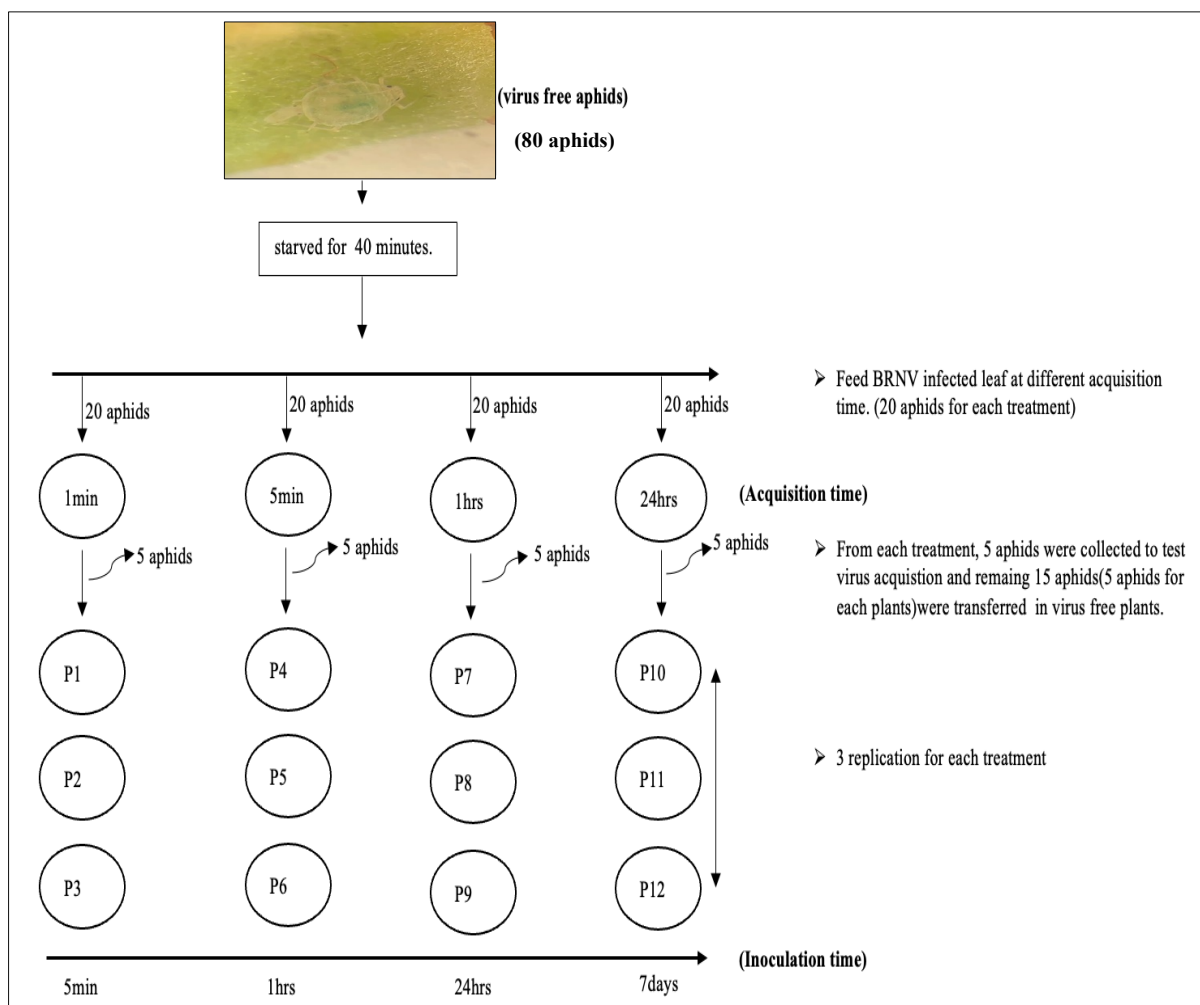 (virus free aphids)
(80 aphids)
starved for 40 minutes.
20 aphids
20 aphids
20 aphids
20 aphids
➢ Feed BRNV infected leaf at different acquisition
time. (20 aphids for each treatment)
1min
5min
1hrs
24hrs
(Acquisition time)
5 aphids
5 aphids
5 aphids
5 aphids
➢ From each treatment, 5 aphids were collected to test
virus acquistion and remaing 15 aphids(5 aphids for
each plants)were transferred in virus free plants.
P1
P4
P7
P10
P2
P5
P8
P11
➢ 3 replication for each treatment
P3
P6
P9
P12
(Inoculation time)
5min
1hrs
24hrs
7days